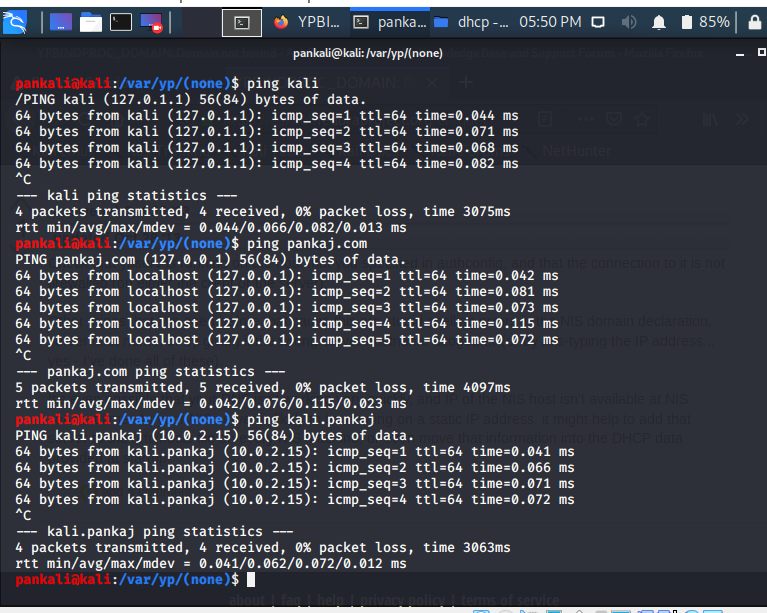 YPBI...
panka...
dhcp -...
05:50 PM
85%
pankali@kali: /var/yp/(none)
pankali@kali:/var/yp/(none)$ ping kali
/PING kali (127.0.1.1) 56(84) bytes of data.
64 bytes from kali (127.0.1.1): icmp_seq=1 ttl=64 time=0.044 ms
64 bytes from kali (127.0.1.1): icmp_seq=2 ttl=64 time=0.071 ms
64 bytes from kali (127.0.1.1): icmp_seq=3 ttl=64 time=0.068 ms
64 bytes from kali (127.0.1.1): icmp_seq=4 ttl=64 time=0.082 ms
^C
--- kali ping statistics ---
4 packets transmitted, 4 received, 0% packet loss, time 3075ms
rtt min/avg/max/mdev = 0.044/0.066/0.082/0.013 ms
pankali@kali:/var/yp/(none)$ ping pankaj.com
PING pankaj.com (127.0.0.1) 56(84) bytes of data.
64 bytes from localhost (127.0.0.1): icmp_seq=1 ttl=64 time=0.042 ms
64 bytes from localhost (127.0.0.1): icmp_seq=2 ttl=64 time=0.081 ms
64 bytes from localhost (127.0.0.1): icmp_seq=3 ttl=64 time=0.073 ms
64 bytes from localhost (127.0.0.1): icmp_seq=4 ttl=64 time=0.115 ms
64 bytes from localhost (127.0.0.1): icmp_seq=5 ttl=64 time=0.072 ms
^C
--- pankaj.com ping statistics ---
5 packets transmitted, 5 received, 0% packet loss, time 4097ms
rtt min/avg/max/mdev = 0.042/0.076/0.115/0.023 ms
pankali@kali:/var/yp/(none)$ ping kali.pankaj
PING kali.pankaj (10.0.2.15) 56(84) bytes of data.
64 bytes from kali.pankaj (10.0.2.15): icmp_seq=1 ttl=64 time=0.041 ms
64 bytes from kali.pankaj (10.0.2.15): icmp_seq=2 ttl=64 time=0.066 ms
64 bytes from kali.pankaj (10.0.2.15): icmp_seq=3 ttl=64 time=0.071 ms
64 bytes from kali.pankaj (10.0.2.15): icmp_seq=4 ttl=64 time=0.072 ms
^C
--- kali.pankaj ping statistics ---
4 packets transmitted, 4 received, 0% packet loss, time 3063ms
rtt min/avg/max/mdev = 0.041/0.062/0.072/0.012 ms
pankali@kali:/var/yp/(none)$
NetHunter
about | faq | help | privacy policy | terms of service